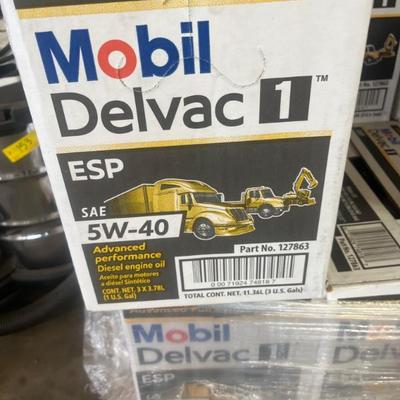 Mobil
Delvac 1™
ESP
SAE
5W-40
Advanced
performance
Diesel engine oil
Aceite para motores
a diésel Sintético
CONT. NET. 3 X 3.78L
(1 U.S. Gal)
Part No. 127863
0 00 71924 74818 7
TOTAL CONT. NET. 11.36L (3 U.S. Gals)
Mobil
Delvac
ESP